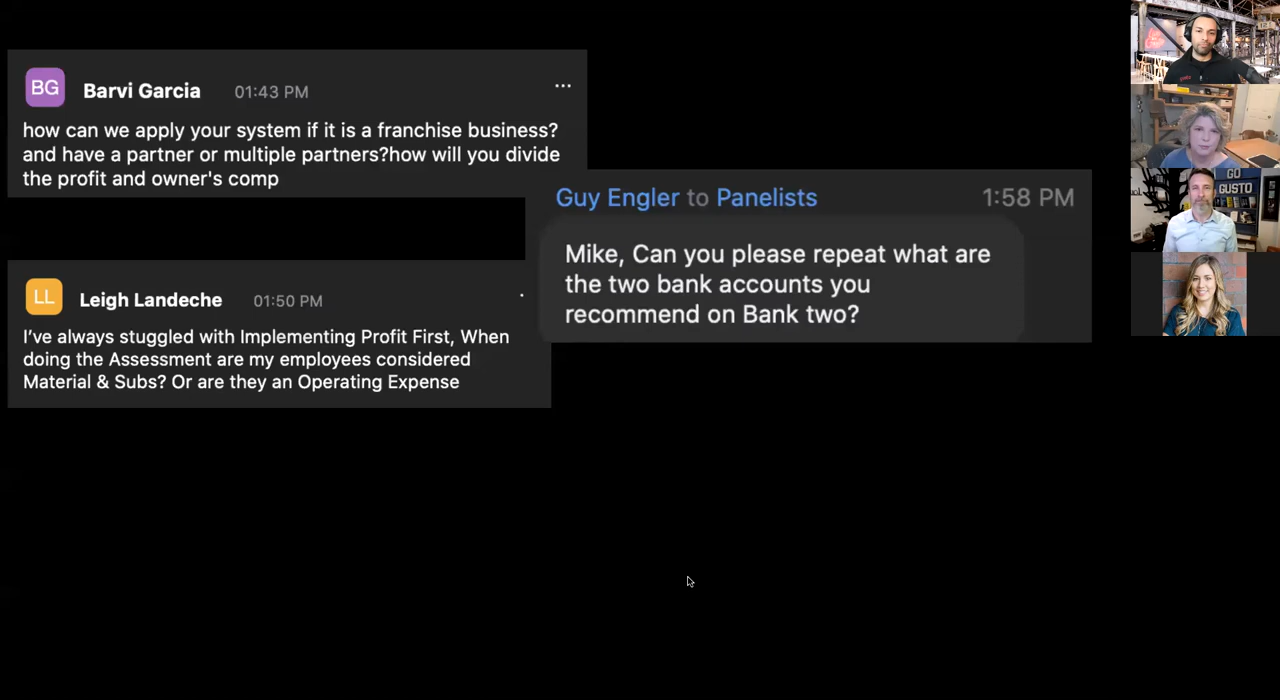 BG Barvi Garcia 01:43 PM ...
how can we apply your system if it is a franchise business?
and have a partner or multiple partners?how will you divide
the profit and owner's comp
Guy Engler to Panelists 1:58 PM
Mike, Can you please repeat what are
the two bank accounts you
recommend on Bank two?
LL Leigh Landeche 01:50 PM
I've always stuggled with Implementing Profit First, When
doing the Assessment are my employees considered
Material & Subs? Or are they an Operating Expense
GO
GUSTO